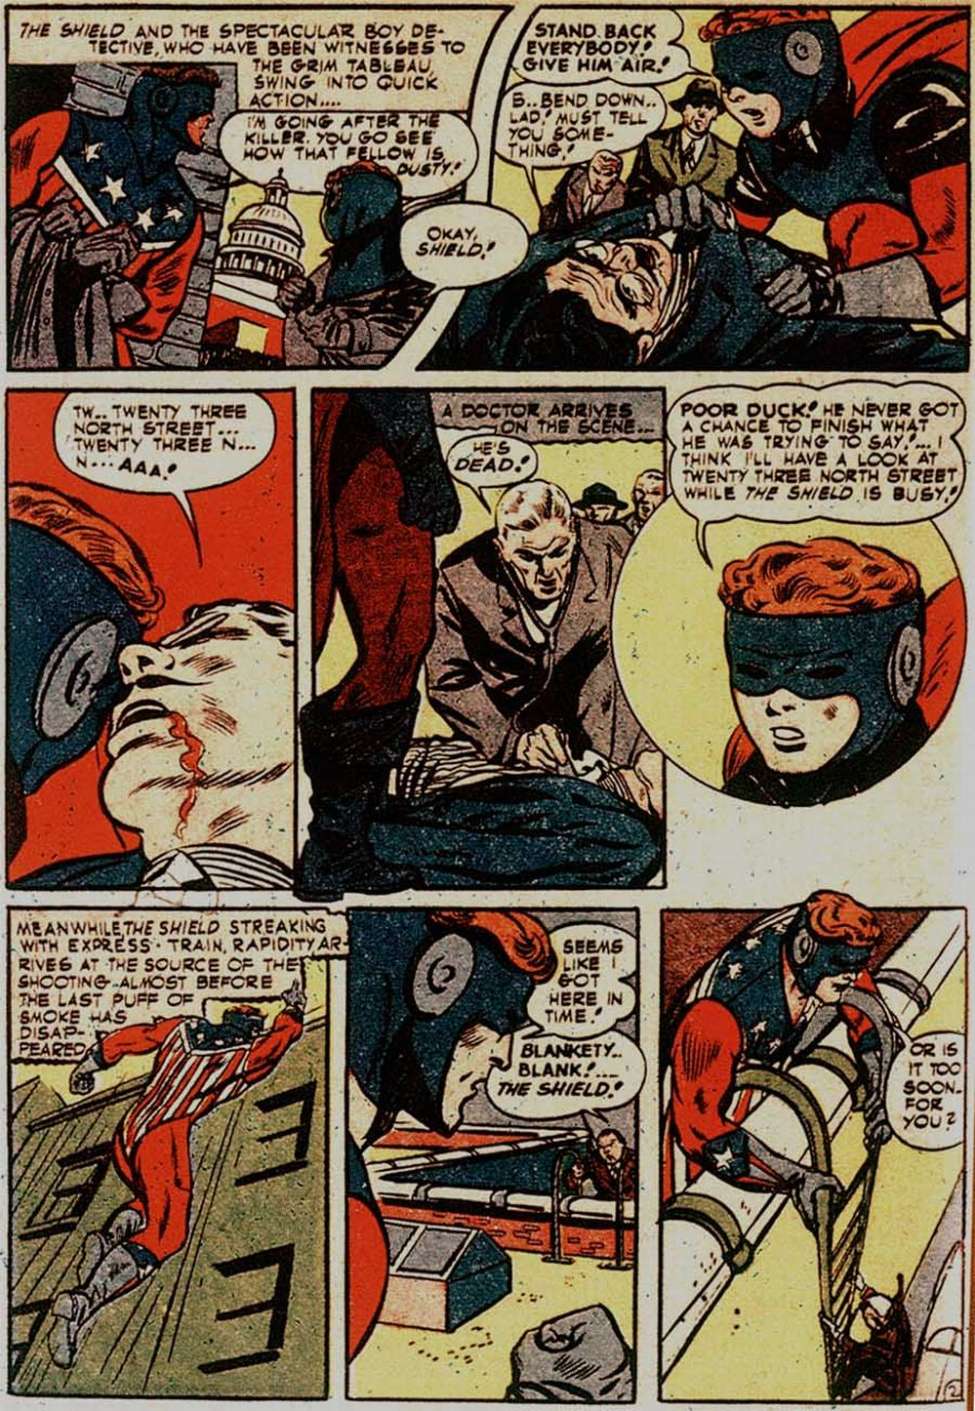 THE SHIELD AND THE SPECTACULAR BOY DE-
TECTIVE, WHO HAVE BEEN WITNESSES TO
THE GRIM TABLEAU,
SWING INTO QUICK
ACTION....
I'M GOING AFTER THE
KILLER. YOU GO SEE
HOW THAT FELLOW IS,
DUSTY!
OKAY,
SHIELD!
STAND BACK
EVERYBODY!
GIVE HIM AIR!
B..BEND DOWN..
LAD! MUST TELL
YOU SOME-
THING!
TW.. TWENTY THREE
NORTH STREET...
TWENTY THREE N...
N...AAA!
A DOCTOR ARRIVES
ON THE SCENE...
HE'S
DEAD!
POOR DUCK! HE NEVER GOT
A CHANCE TO FINISH WHAT
HE WAS TRYING TO SAY!... I
THINK I'LL HAVE A LOOK AT
TWENTY THREE NORTH STREET
WHILE THE SHIELD IS BUSY!
MEANWHILE, THE SHIELD STREAKING
WITH EXPRESS-TRAIN RAPIDITY AR-
RIVES AT THE SOURCE OF THE
SHOOTING--ALMOST BEFORE
THE LAST PUFF OF
SMOKE HAS
DISAP-
PEARED
SEEMS
LIKE I
GOT
HERE IN
TIME!
BLANKETY..
BLANK!....
THE SHIELD!
OR IS
IT TOO
SOON..
FOR
YOU?
2